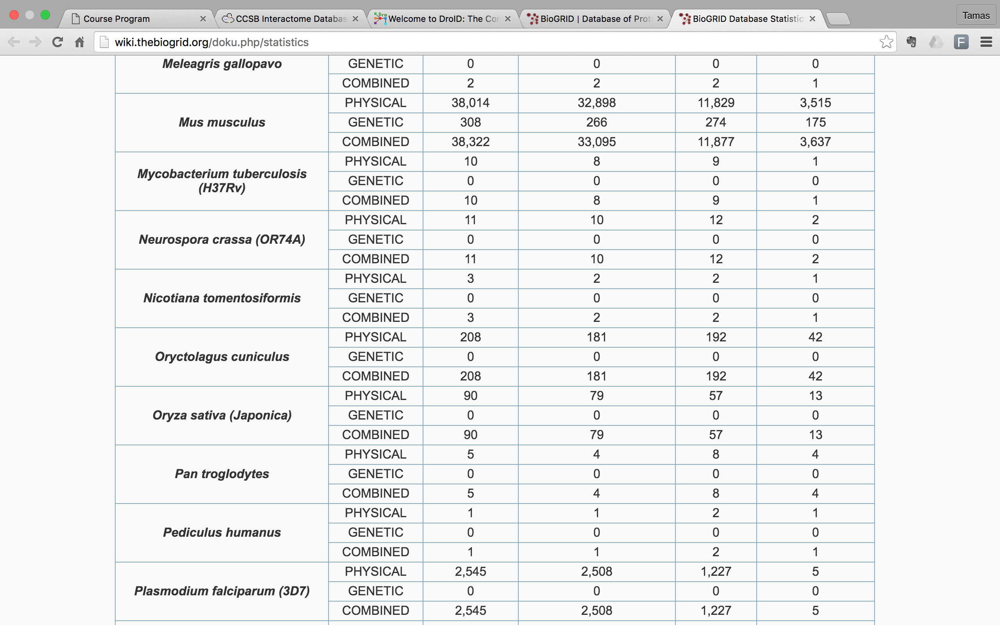 Course Program
CCSB Interactome Databas
Welcome to DroID: The Cor
BioGRID | Database of Prot
BioGRID Database Statistic
Tamas
wiki.thebiogrid.org/doku.php/statistics
F
Meleagris gallopavo GENETIC 0 0 0 0
COMBINED 2 2 2 1
PHYSICAL 38,014 32,898 11,829 3,515
Mus musculus GENETIC 308 266 274 175
COMBINED 38,322 33,095 11,877 3,637
PHYSICAL 10 8 9 1
Mycobacterium tuberculosis
(H37Rv) GENETIC 0 0 0 0
COMBINED 10 8 9 1
PHYSICAL 11 10 12 2
Neurospora crassa (OR74A) GENETIC 0 0 0 0
COMBINED 11 10 12 2
PHYSICAL 3 2 2 1
Nicotiana tomentosiformis GENETIC 0 0 0 0
COMBINED 3 2 2 1
PHYSICAL 208 181 192 42
Oryctolagus cuniculus GENETIC 0 0 0 0
COMBINED 208 181 192 42
PHYSICAL 90 79 57 13
Oryza sativa (Japonica) GENETIC 0 0 0 0
COMBINED 90 79 57 13
PHYSICAL 5 4 8 4
Pan troglodytes GENETIC 0 0 0 0
COMBINED 5 4 8 4
PHYSICAL 1 1 2 1
Pediculus humanus GENETIC 0 0 0 0
COMBINED 1 1 2 1
PHYSICAL 2,545 2,508 1,227 5
Plasmodium falciparum (3D7) GENETIC 0 0 0 0
COMBINED 2,545 2,508 1,227 5